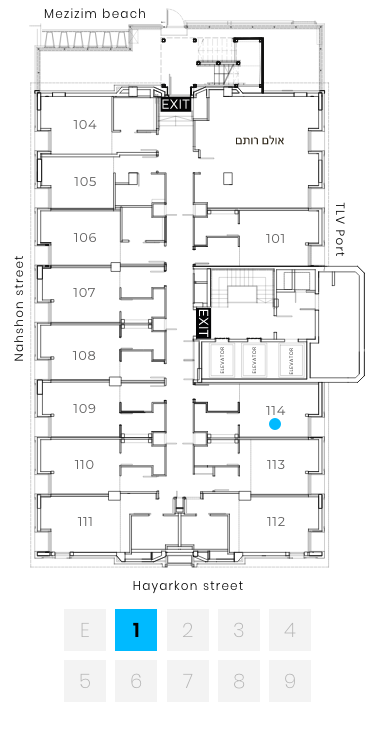 Mezizim beach
EXIT
104
אולם רותם
105
TLV Port
106
101
Nahshon street
107
EXIT
108
ELEVATOR
ELEVATOR
ELEVATOR
109
114
110
113
111
112
Hayarkon street
E
1
2
3
4
5
6
7
8
9